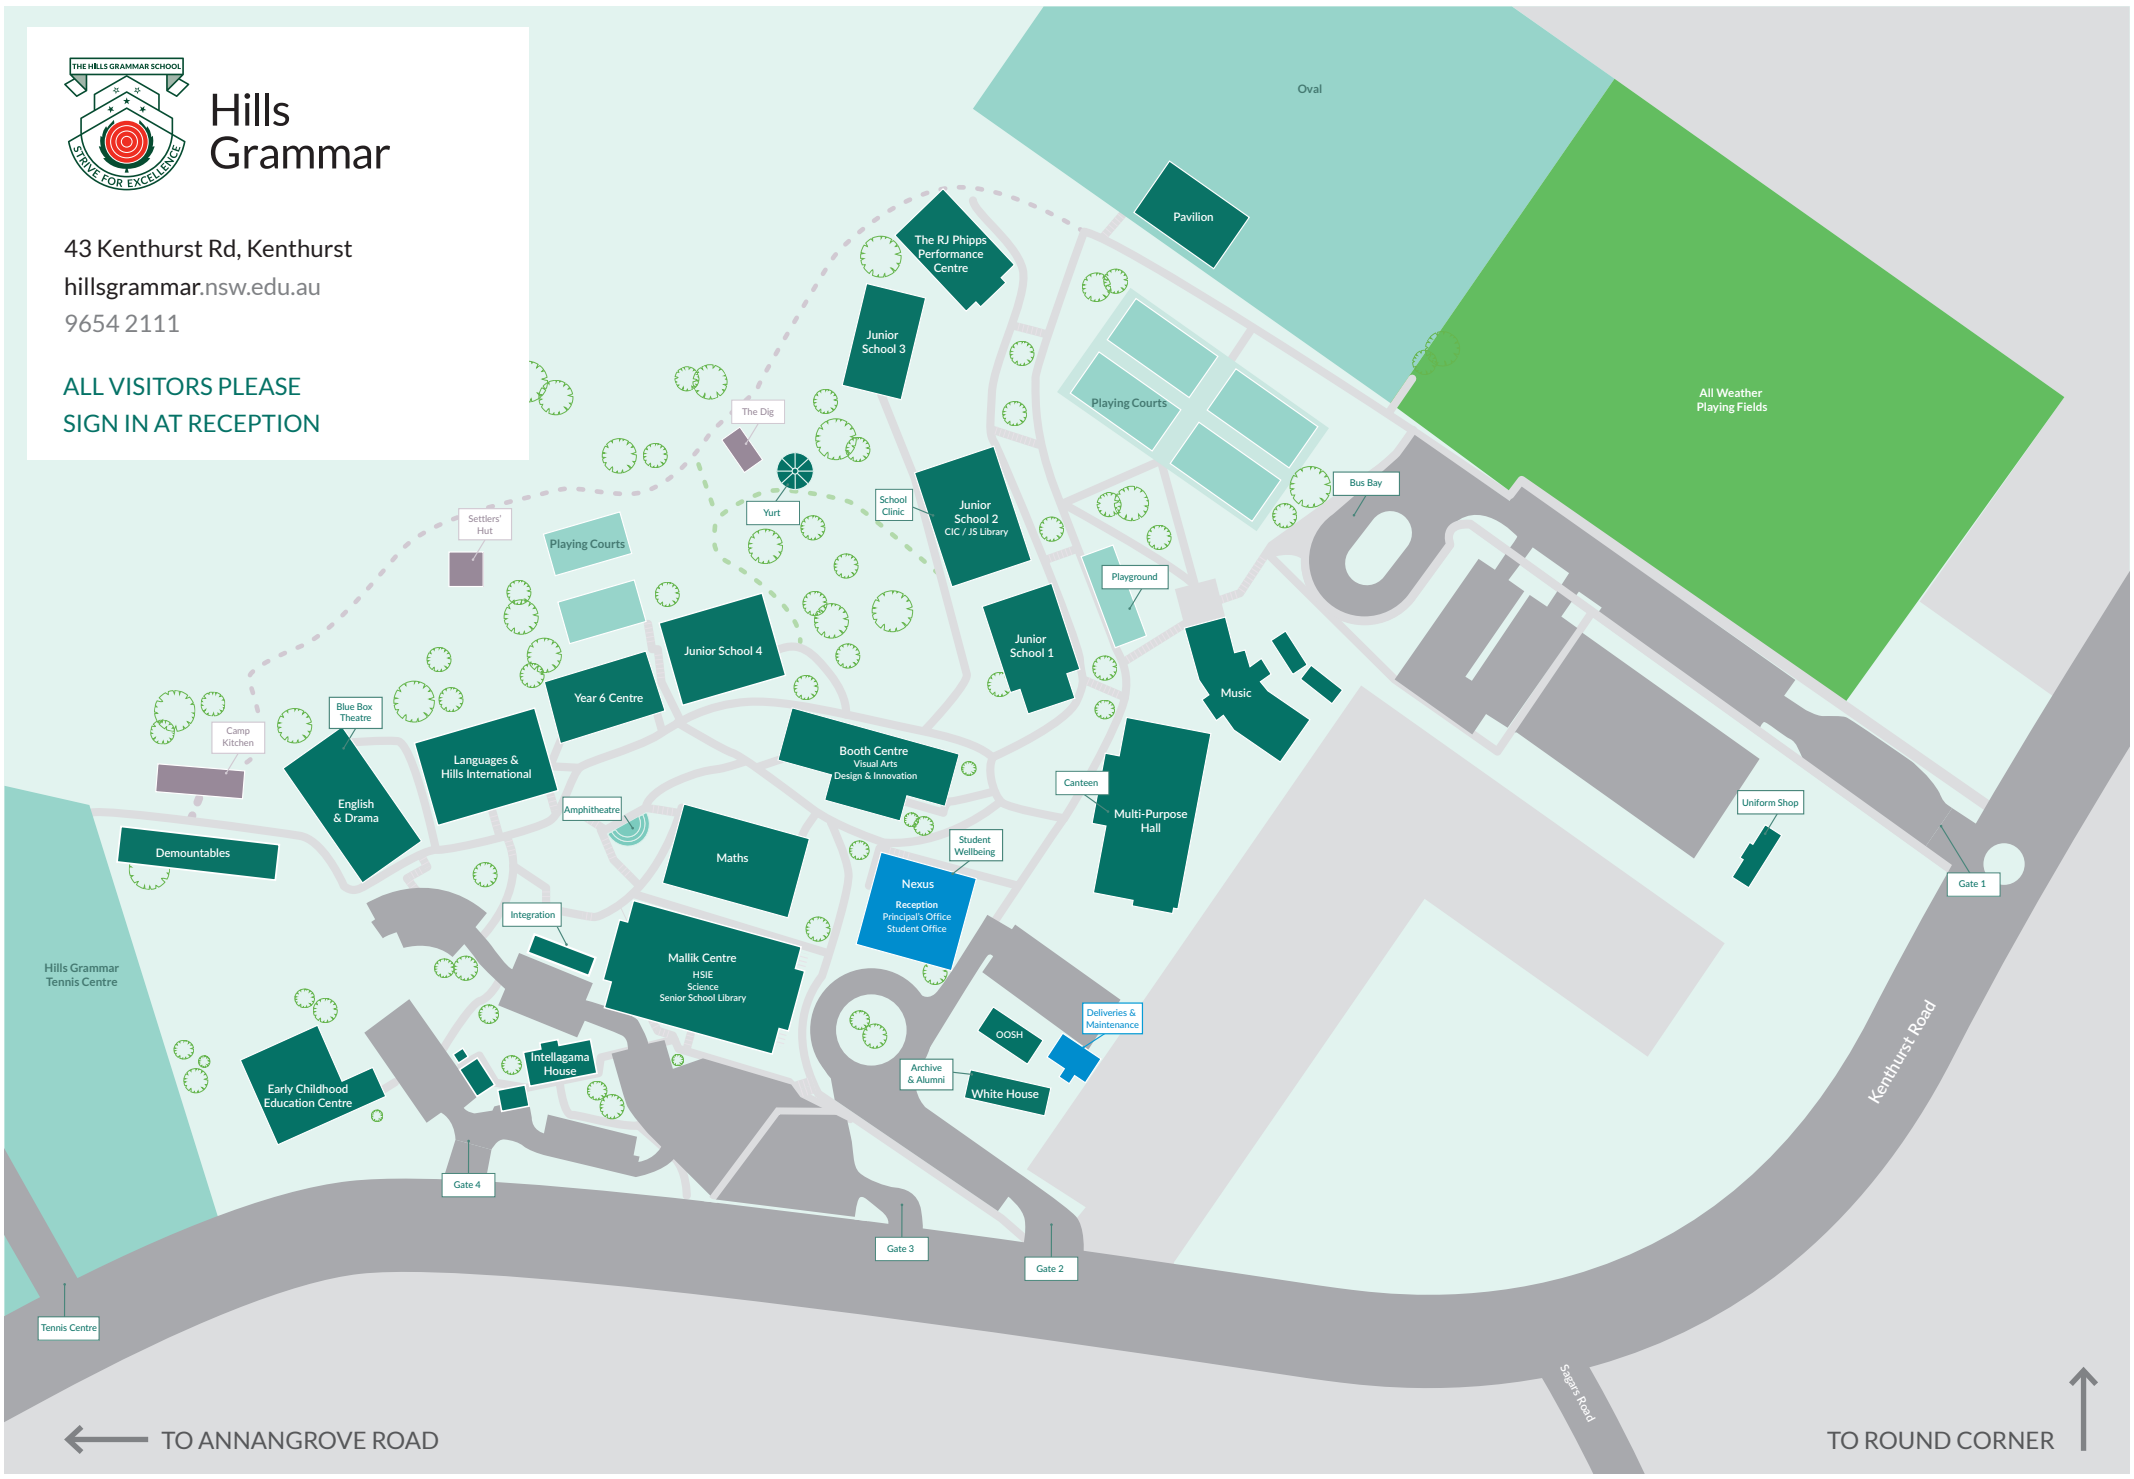 THE HILLS GRAMMAR SCHOOL
STRIVE FOR EXCELLENCE
Hills
Grammar
43 Kenthurst Rd, Kenthurst
hillsgrammar.nsw.edu.au
9654 2111
ALL VISITORS PLEASE
SIGN IN AT RECEPTION
Oval
Pavilion
The RJ Phipps
Performance
Centre
Junior
School 3
All Weather
Playing Fields
Playing Courts
The Dig
Bus Bay
Yurt
School
Clinic
Junior
School 2
CIC / JS Library
Settlers'
Hut
Playing Courts
Playground
Junior School 4
Junior
School 1
Year 6 Centre
Music
Blue Box
Theatre
Camp
Kitchen
Languages &
Hills International
Booth Centre
Visual Arts
Design & Innovation
Canteen
Multi-Purpose
Hall
Uniform Shop
English
& Drama
Amphitheatre
Demountables
Maths
Student
Wellbeing
Nexus
Reception
Principal's Office
Student Office
Gate 1
Integration
Mallik Centre
HSIE
Science
Senior School Library
Hills Grammar
Tennis Centre
Deliveries &
Maintenance
OOSH
Kenthurst Road
Intellagama
House
Archive
& Alumni
White House
Early Childhood
Education Centre
Gate 4
Gate 3
Gate 2
Tennis Centre
Sagars Road
TO ANNANGROVE ROAD
TO ROUND CORNER